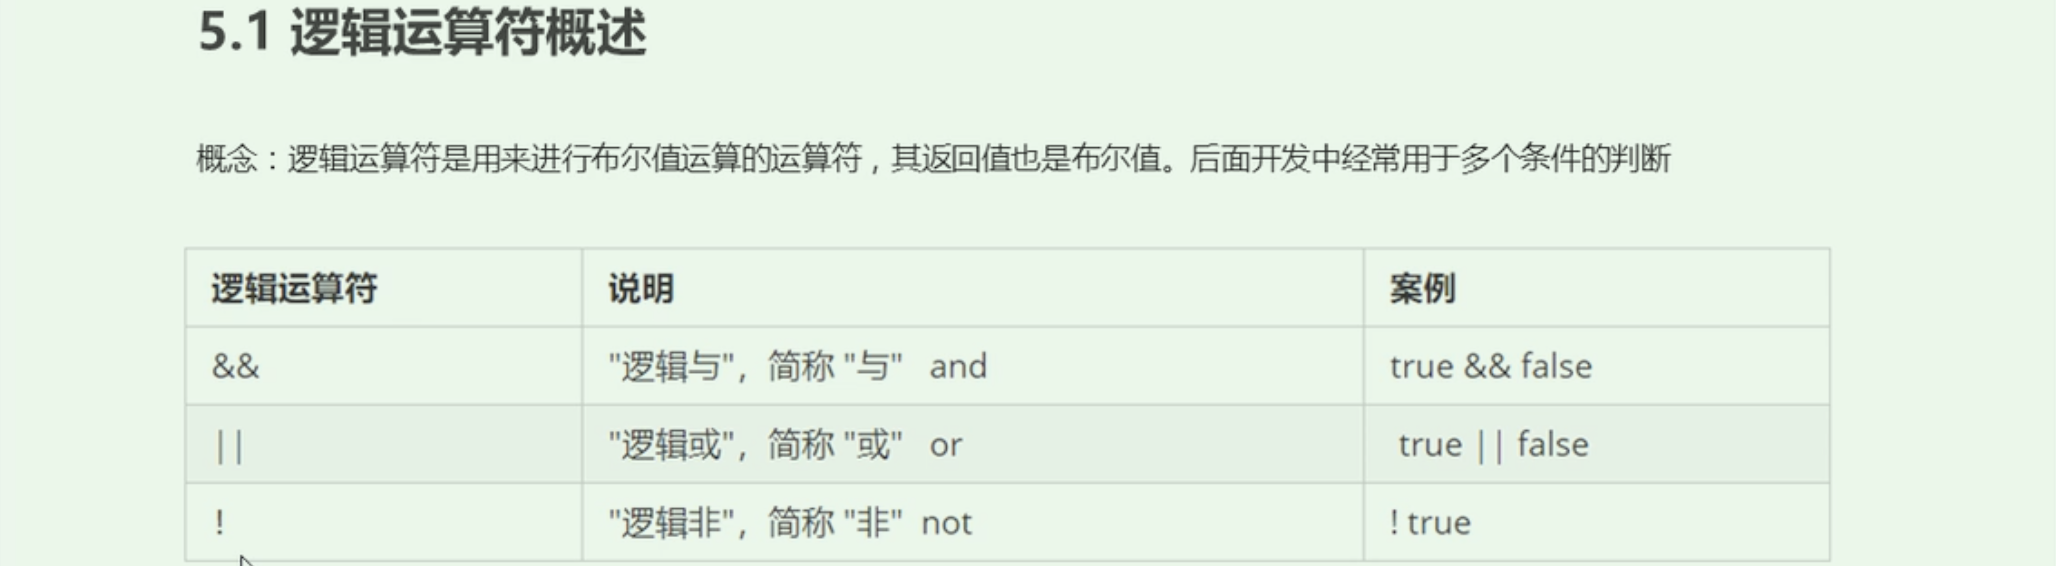 5.1 逻辑运算符概述
概念：逻辑运算符是用来进行布尔值运算的运算符，其返回值也是布尔值。后面开发中经常用于多个条件的判断
逻辑运算符 说明 案例
&& "逻辑与"，简称 "与" and true && false
|| "逻辑或"，简称 "或" or true || false
! "逻辑非"，简称 "非" not ! true